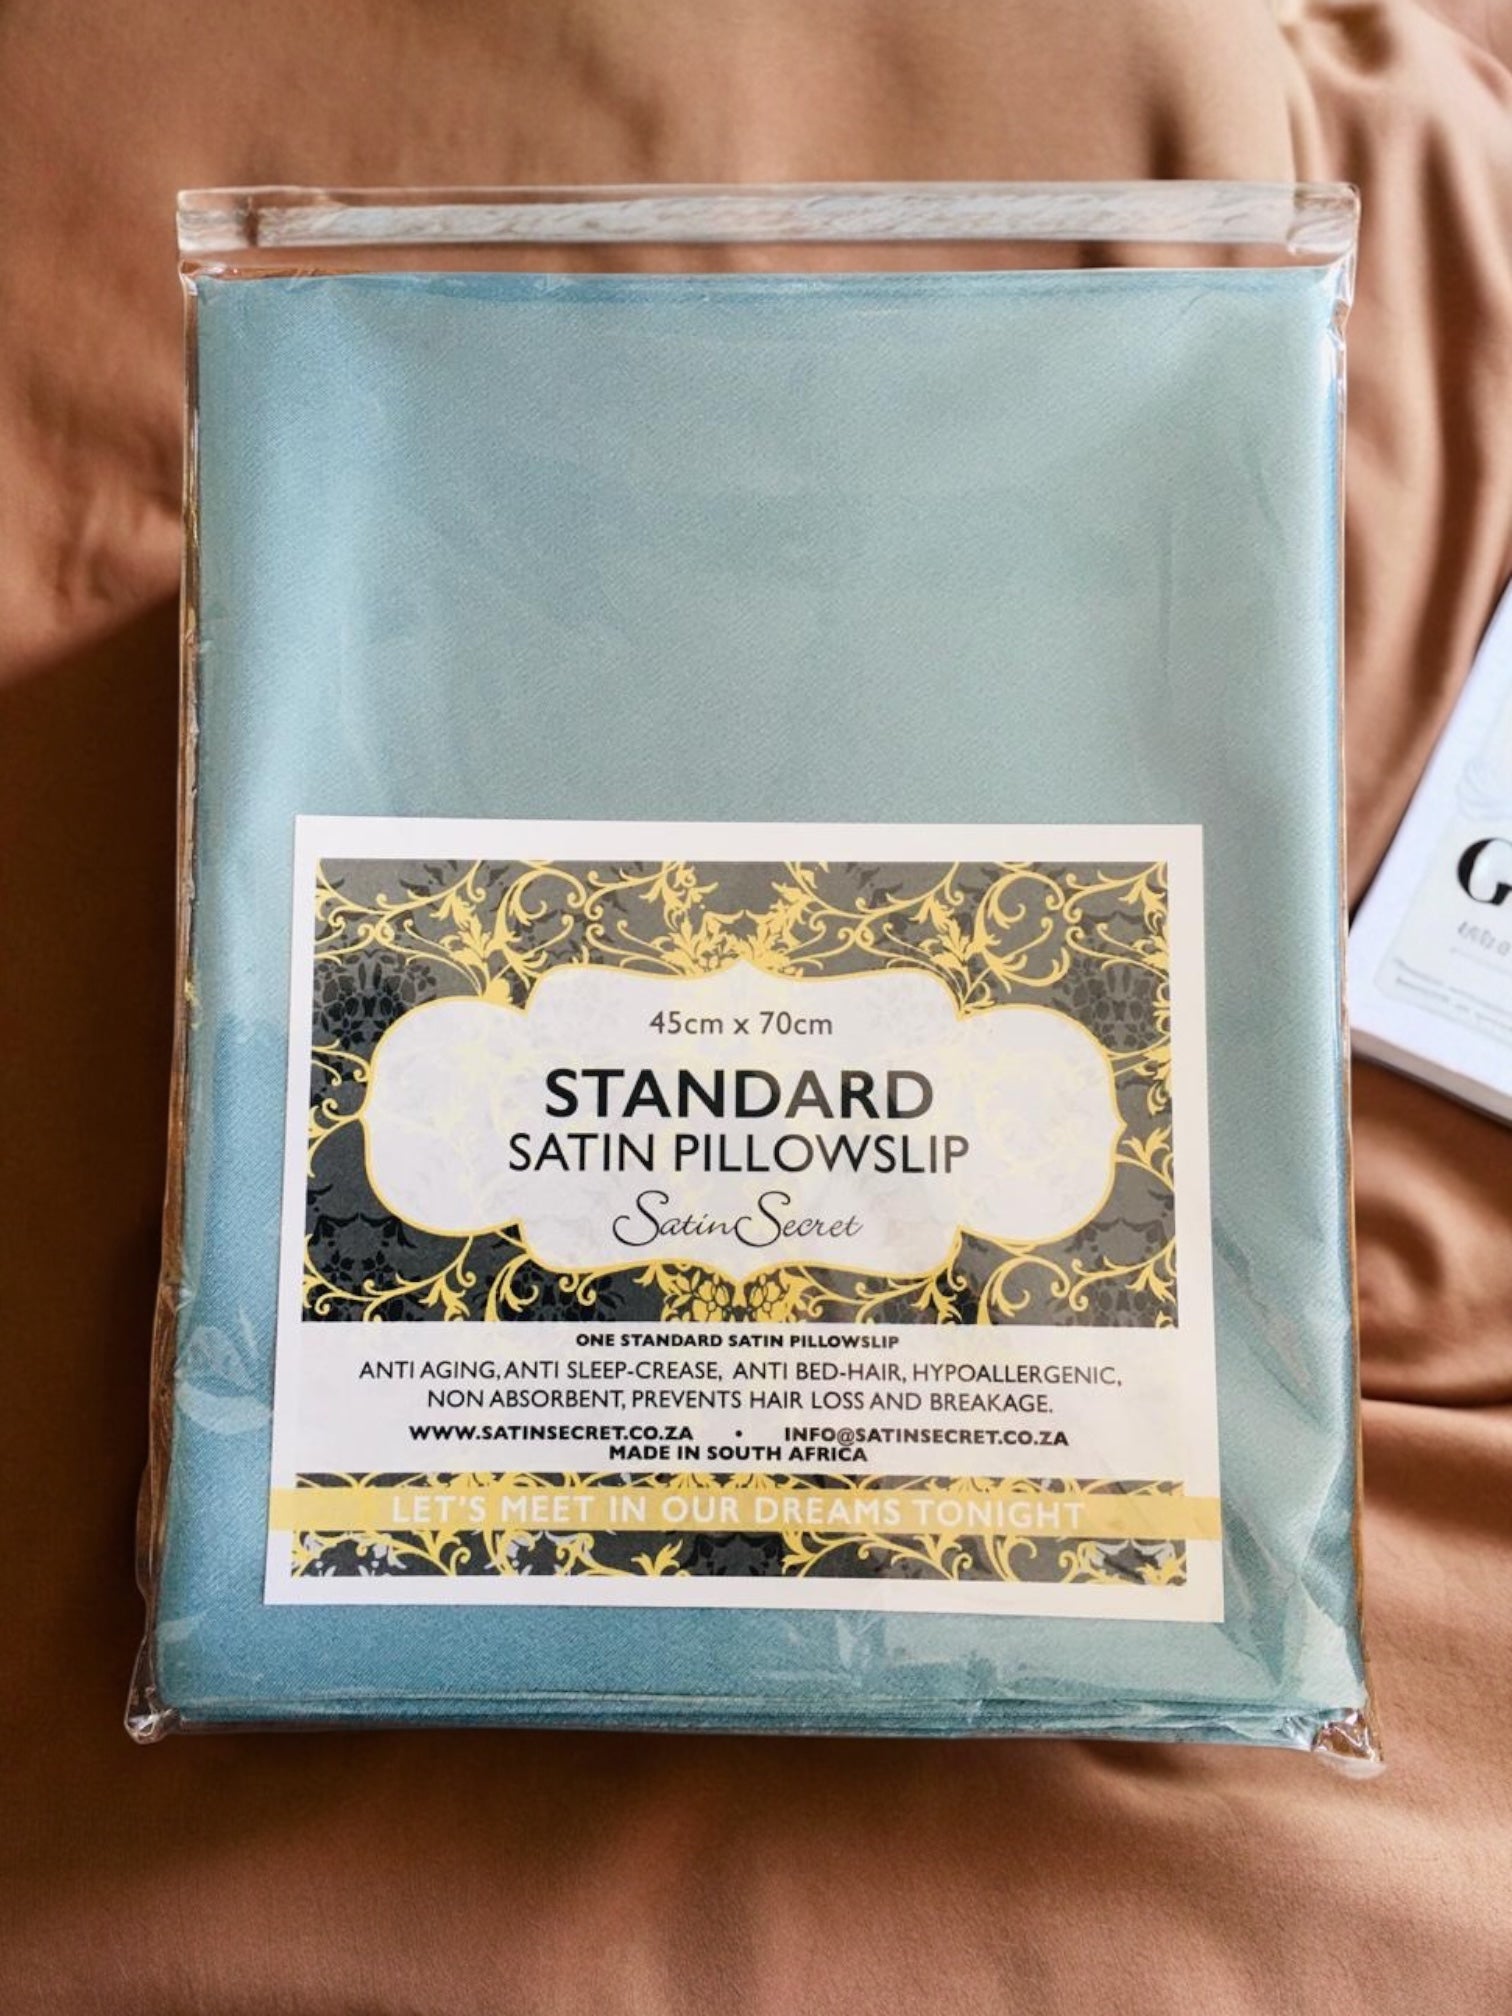 45cm x 70cm
STANDARD
SATIN PILLOWSLIP
Satin Secret
ONE STANDARD SATIN PILLOWSLIP
ANTI AGING, ANTI SLEEP-CREASE, ANTI BED-HAIR, HYPOALLERGENIC,
NON ABSORBENT, PREVENTS HAIR LOSS AND BREAKAGE.
WWW.SATINSECRET.CO.ZA • INFO@SATINSECRET.CO.ZA
MADE IN SOUTH AFRICA
LET'S MEET IN OUR DREAMS TONIGHT
G